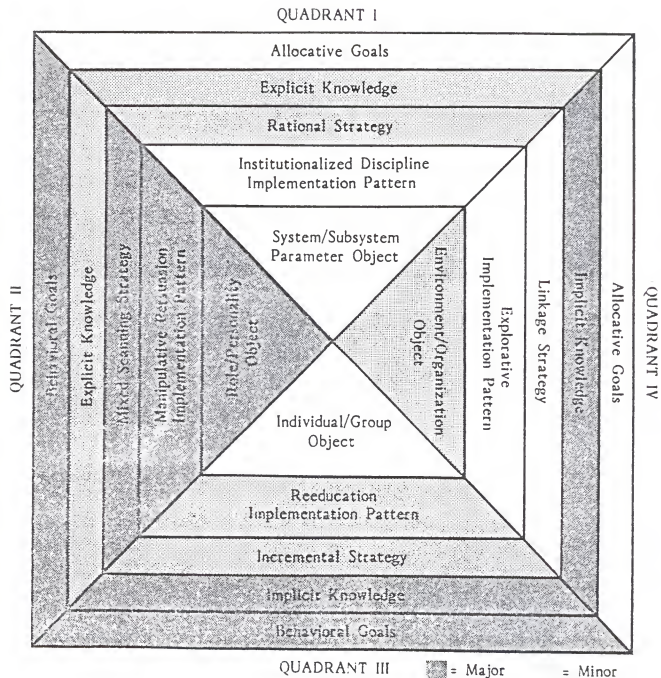 QUADRANT I
Allocative Goals
Explicit Knowledge
Rational Strategy
Institutionalized Discipline
Implementation Pattern
System/Subsystem
Parameter Object
QUADRANT II
Behavioral Goals
Explicit Knowledge
Mixed Scanning Strategy
Manipulative Persuasion
Implementation Pattern
Role/Personality
Object
Environment/Organization
Object
Explorative
Implementation Pattern
Linkage Strategy
Implicit Knowledge
Allocative Goals
QUADRANT IV
Individual/Group
Object
Reeducation
Implementation Pattern
Incremental Strategy
Implicit Knowledge
Behavioral Goals
QUADRANT III
= Major
= Minor